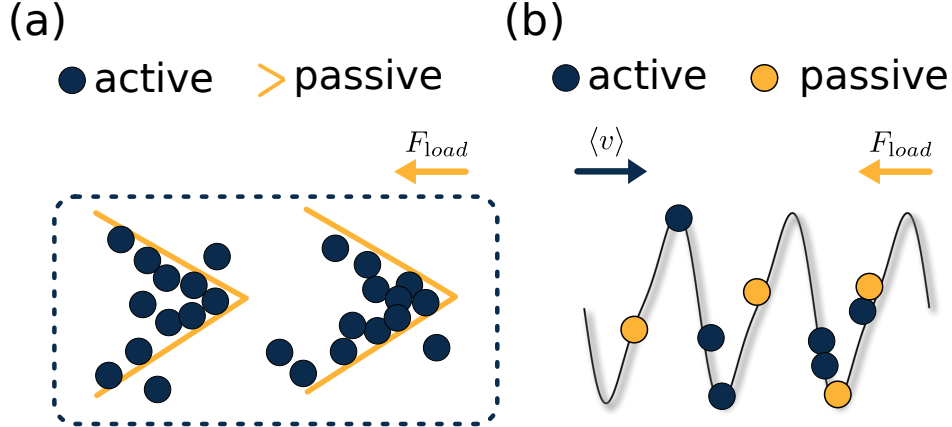 (a)
active passive
F_load
(b)
active passive
⟨v⟩
F_load